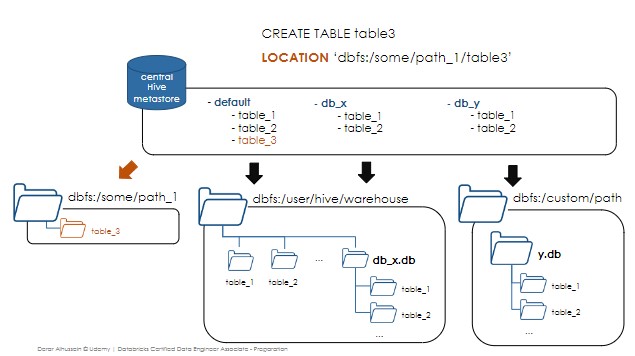 CREATE TABLE table3
LOCATION 'dbfs:/some/path_1/table3'
central
Hive
metastore
- default
- table_1
- table_2
- table_3
- db_x
- table_1
- table_2
- db_y
- table_1
- table_2
dbfs:/some/path_1
table_3
dbfs:/user/hive/warehouse
table_1
table_2
...
db_x.db
table_1
table_2
...
dbfs:/custom/path
y.db
table_1
table_2
...
Derar Alhussein © Udemy | Databricks Certified Data Engineer Associate - Preparation